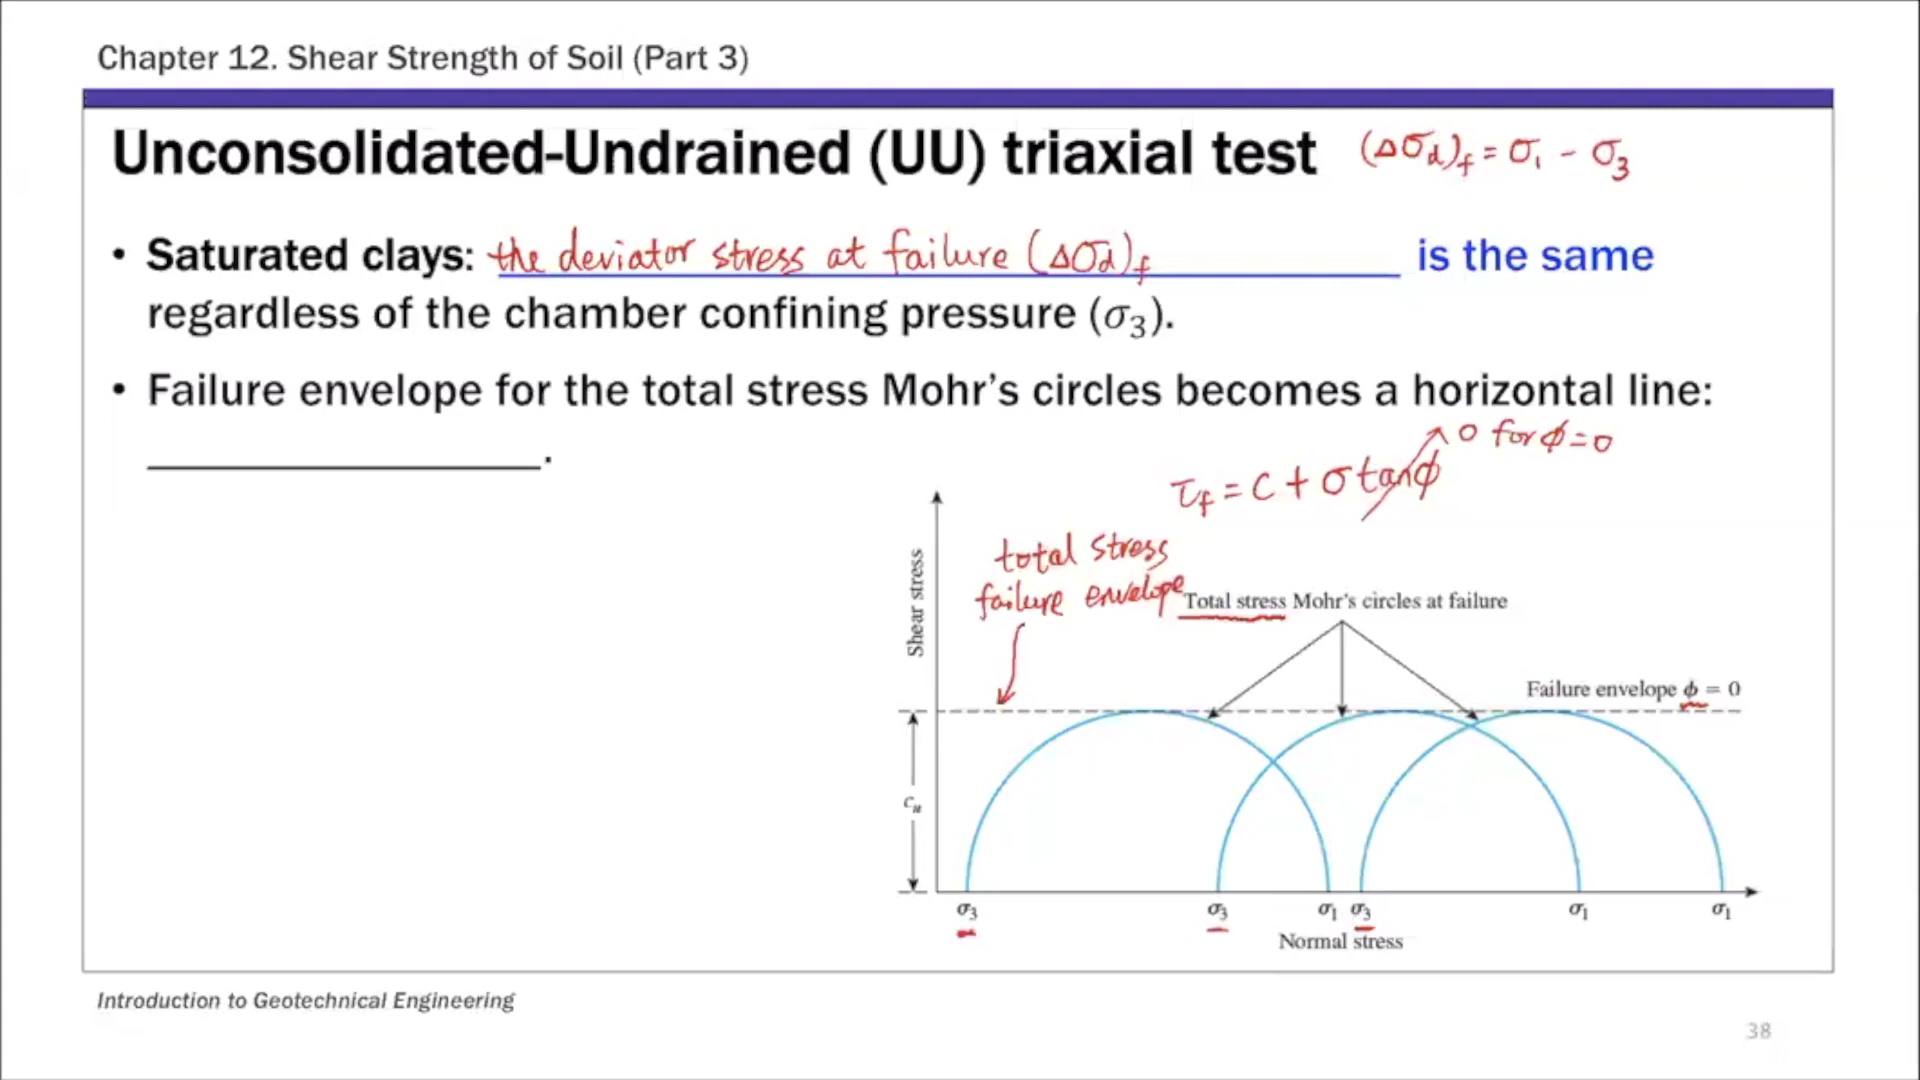 Chapter 12. Shear Strength of Soil (Part 3)
Unconsolidated-Undrained (UU) triaxial test (Δσd)f = σ1 - σ3
• Saturated clays: the deviator stress at failure (Δσd)f is the same
regardless of the chamber confining pressure (σ3).
• Failure envelope for the total stress Mohr's circles becomes a horizontal line:
____________________.
0 for ϕ=0
τf = C + σ tanϕ
total stress
failure envelope
Total stress Mohr's circles at failure
Shear stress
Failure envelope ϕ = 0
cu
σ3 σ3 σ1 σ3 σ1 σ1
Normal stress
Introduction to Geotechnical Engineering
38